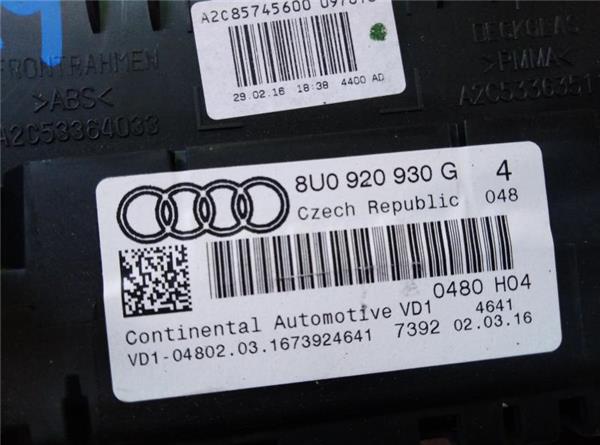 A2C85745600
29.02.16 18:38 4400 AD
FRONTRAHMEN
>ABS<
A2C53364033
DECKGLAS
>PMMA<
A2C5336351
8U0 920 930 G 4
Czech Republic 048
0480 H04
Continental Automotive VD1 4641
VD1-04802.03.1673924641 7392 02.03.16